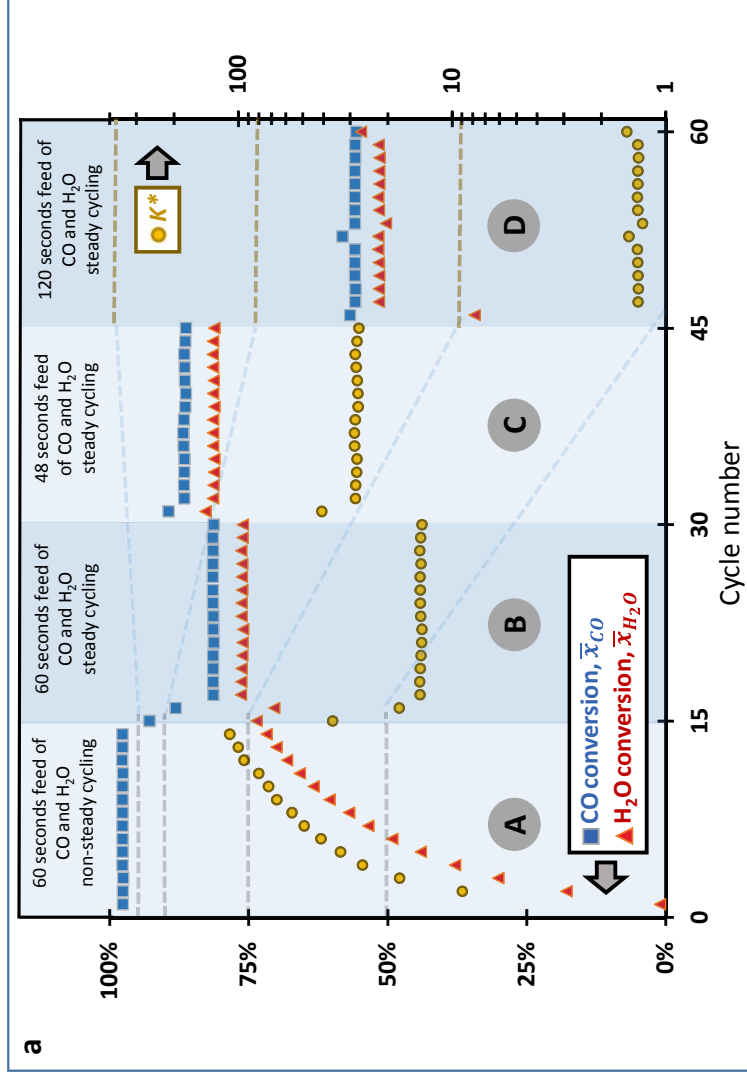 a
60 seconds feed of
CO and H₂O
non-steady cycling
60 seconds feed of
CO and H₂O
steady cycling
48 seconds feed
of CO and H₂O
steady cycling
120 seconds feed of
CO and H₂O
steady cycling
K*
100%
75%
50%
25%
0%
100
10
1
A
B
C
D
CO conversion, x̅_CO
H₂O conversion, x̅_H₂O
0
15
30
45
60
Cycle number